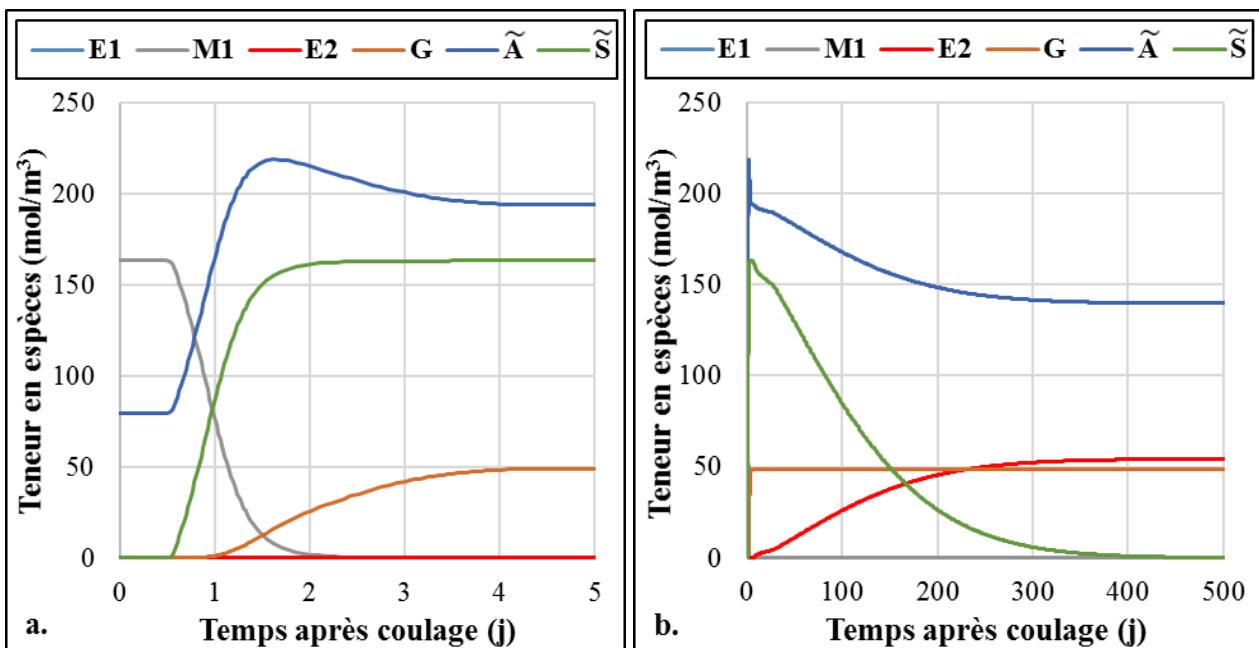 E1 M1 E2 G Ã S̃
Teneur en espèces (mol/m³)
250
200
150
100
50
0
0 1 2 3 4 5
a.
Temps après coulage (j)
E1 M1 E2 G Ã S̃
Teneur en espèces (mol/m³)
250
200
150
100
50
0
0 100 200 300 400 500
b.
Temps après coulage (j)